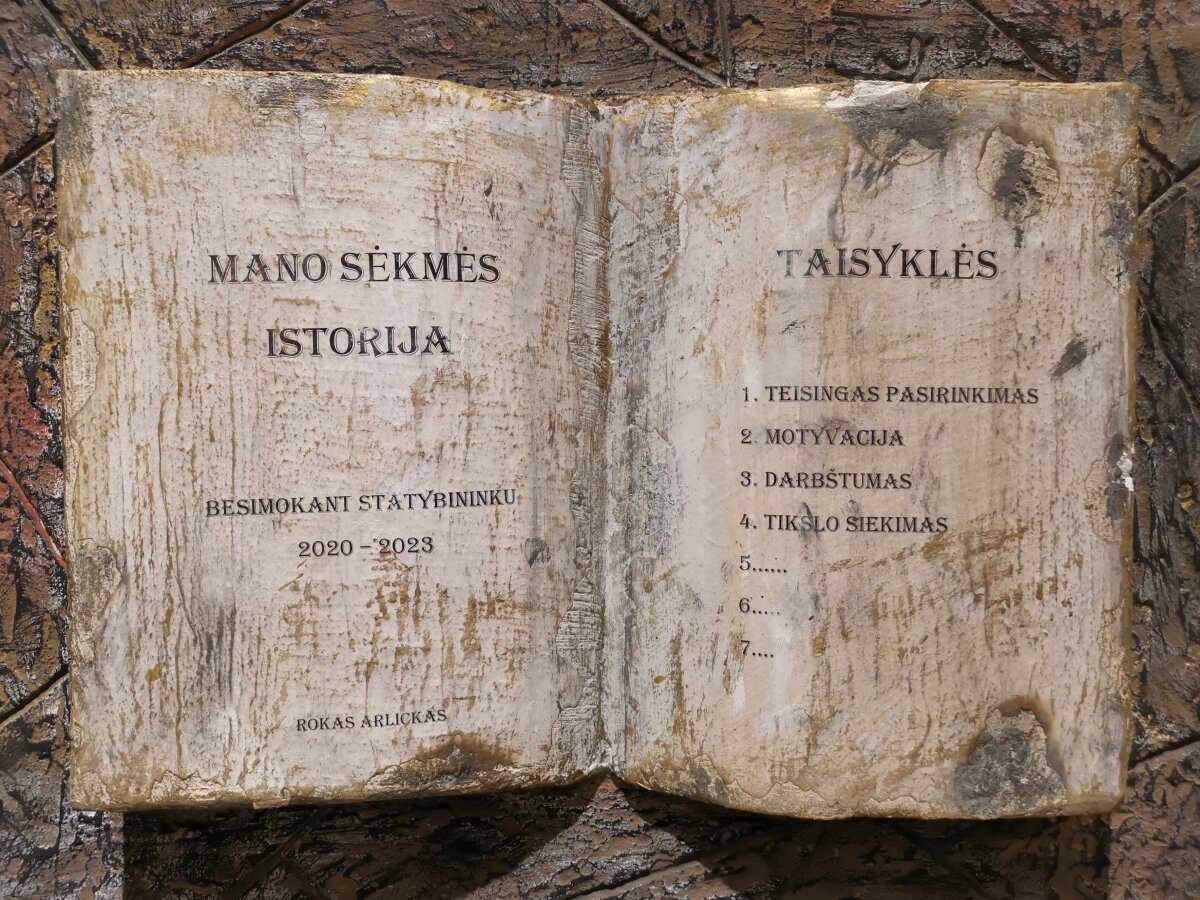 MANO SĖKMĖS
ISTORIJA
BESIMOKANT STATYBININKU
2020 – 2023
ROKAS ARLICKAS
TAISYKLĖS
1. TEISINGAS PASIRINKIMAS
2. MOTYVACIJA
3. DARBŠTUMAS
4. TIKSLO SIEKIMAS
5......
6.....
7....